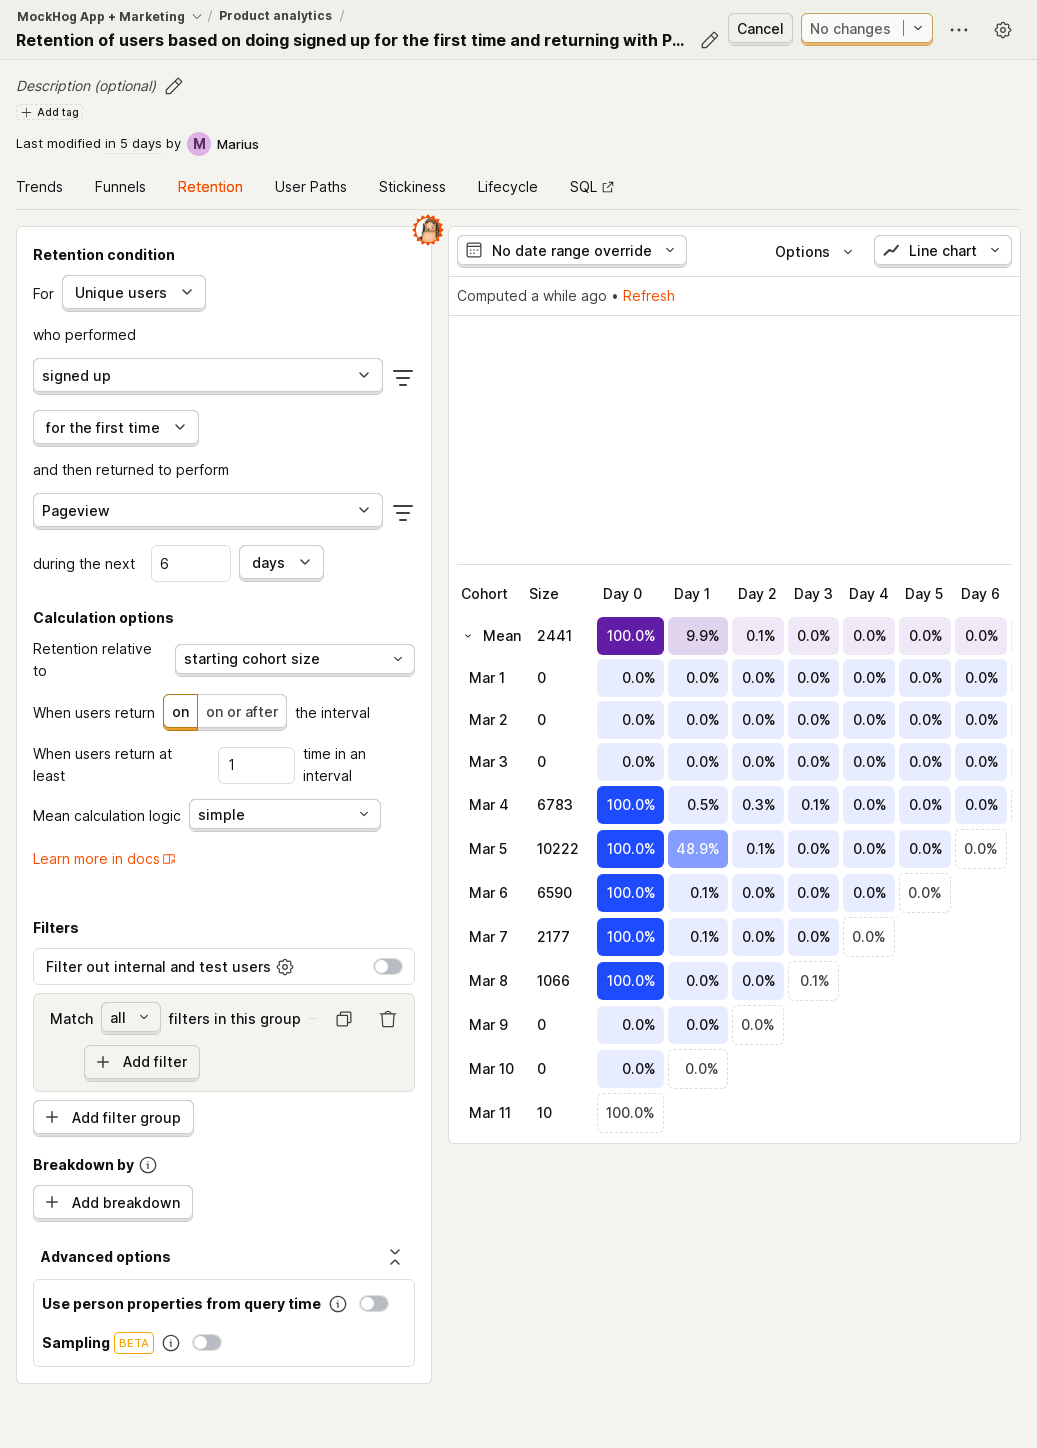 MockHog App + Marketing / Product analytics /
Retention of users based on doing signed up for the first time and returning with P...
Cancel
No changes
Description (optional)
Add tag
Last modified in 5 days by M Marius
Trends Funnels Retention User Paths Stickiness Lifecycle SQL
Retention condition
For Unique users
who performed
signed up
for the first time
and then returned to perform
Pageview
during the next 6 days
Calculation options
Retention relative to starting cohort size
When users return on on or after the interval
When users return at least 1 time in an interval
Mean calculation logic simple
Learn more in docs
Filters
Filter out internal and test users
Match all filters in this group
Add filter
Add filter group
Breakdown by
Add breakdown
Advanced options
Use person properties from query time
Sampling BETA
No date range override Options Line chart
Computed a while ago • Refresh
Cohort Size Day 0 Day 1 Day 2 Day 3 Day 4 Day 5 Day 6
Mean 2441 100.0% 9.9% 0.1% 0.0% 0.0% 0.0% 0.0%
Mar 1 0 0.0% 0.0% 0.0% 0.0% 0.0% 0.0% 0.0%
Mar 2 0 0.0% 0.0% 0.0% 0.0% 0.0% 0.0% 0.0%
Mar 3 0 0.0% 0.0% 0.0% 0.0% 0.0% 0.0% 0.0%
Mar 4 6783 100.0% 0.5% 0.3% 0.1% 0.0% 0.0% 0.0%
Mar 5 10222 100.0% 48.9% 0.1% 0.0% 0.0% 0.0% 0.0%
Mar 6 6590 100.0% 0.1% 0.0% 0.0% 0.0% 0.0%
Mar 7 2177 100.0% 0.1% 0.0% 0.0% 0.0%
Mar 8 1066 100.0% 0.0% 0.0% 0.1%
Mar 9 0 0.0% 0.0% 0.0%
Mar 10 0 0.0% 0.0%
Mar 11 10 100.0%